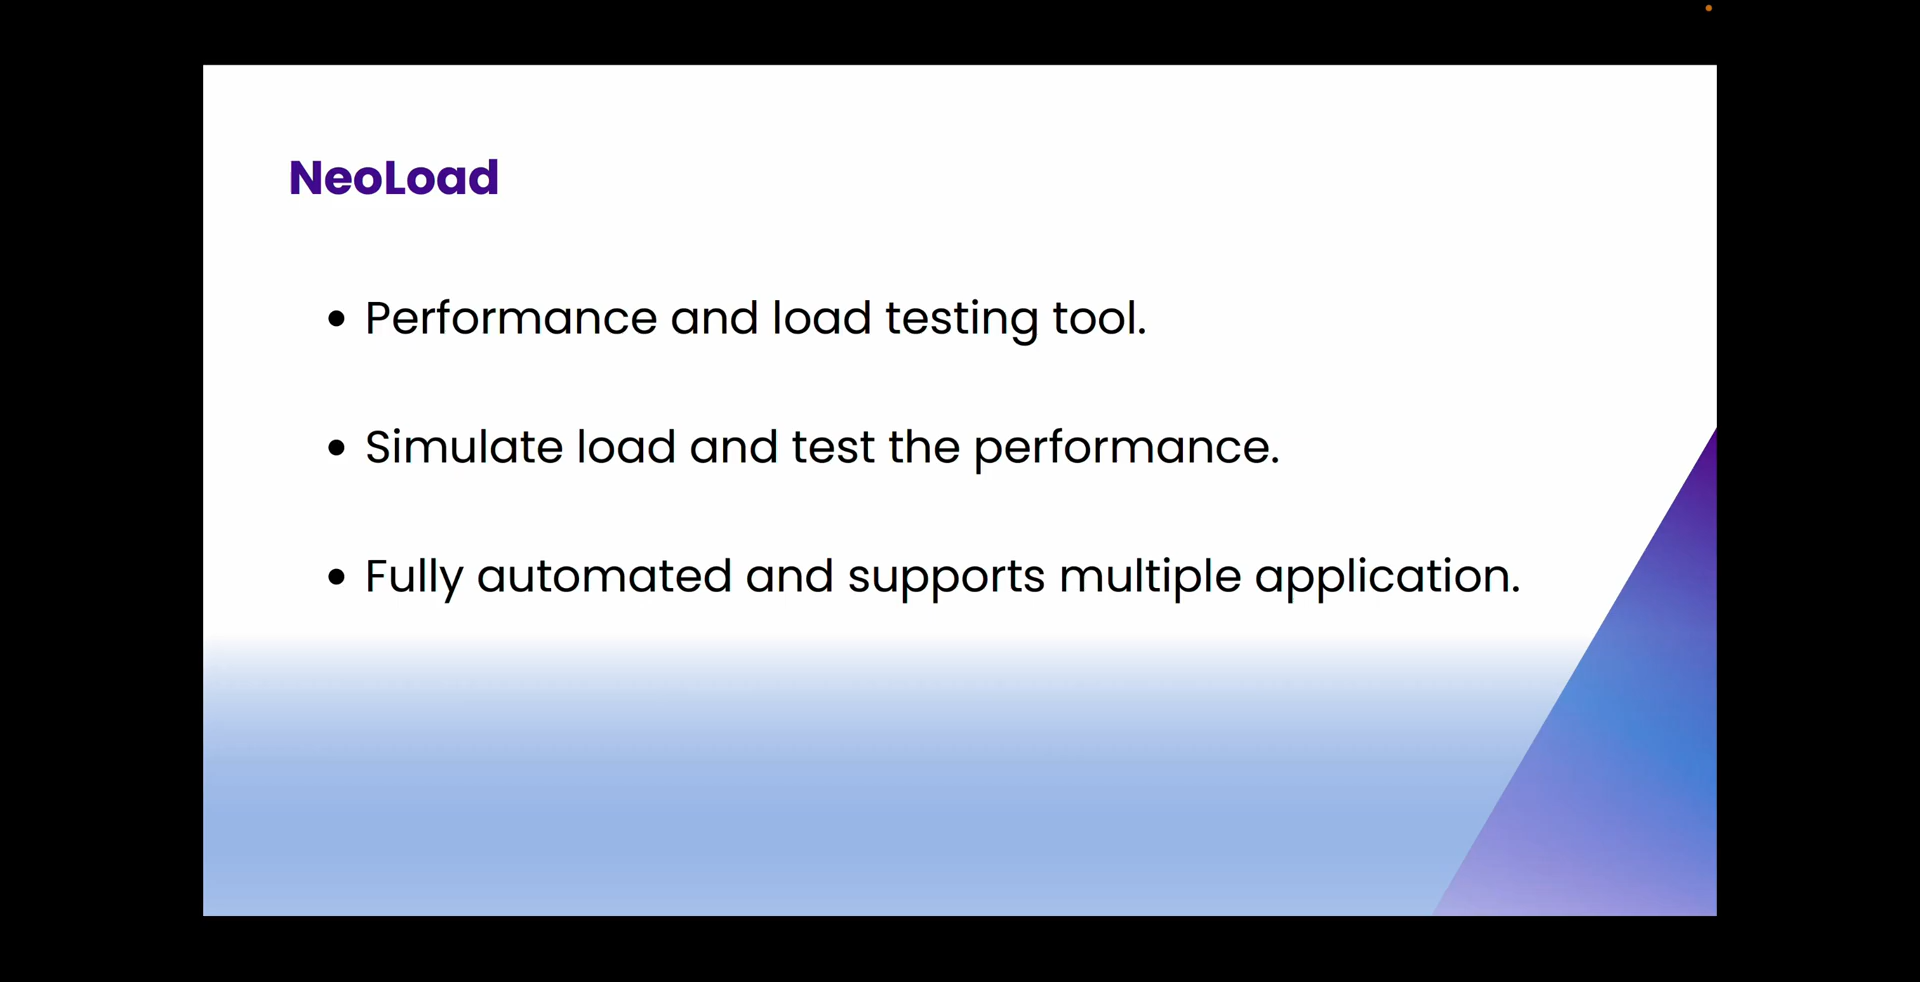 NeoLoad
• Performance and load testing tool.
• Simulate load and test the performance.
• Fully automated and supports multiple application.